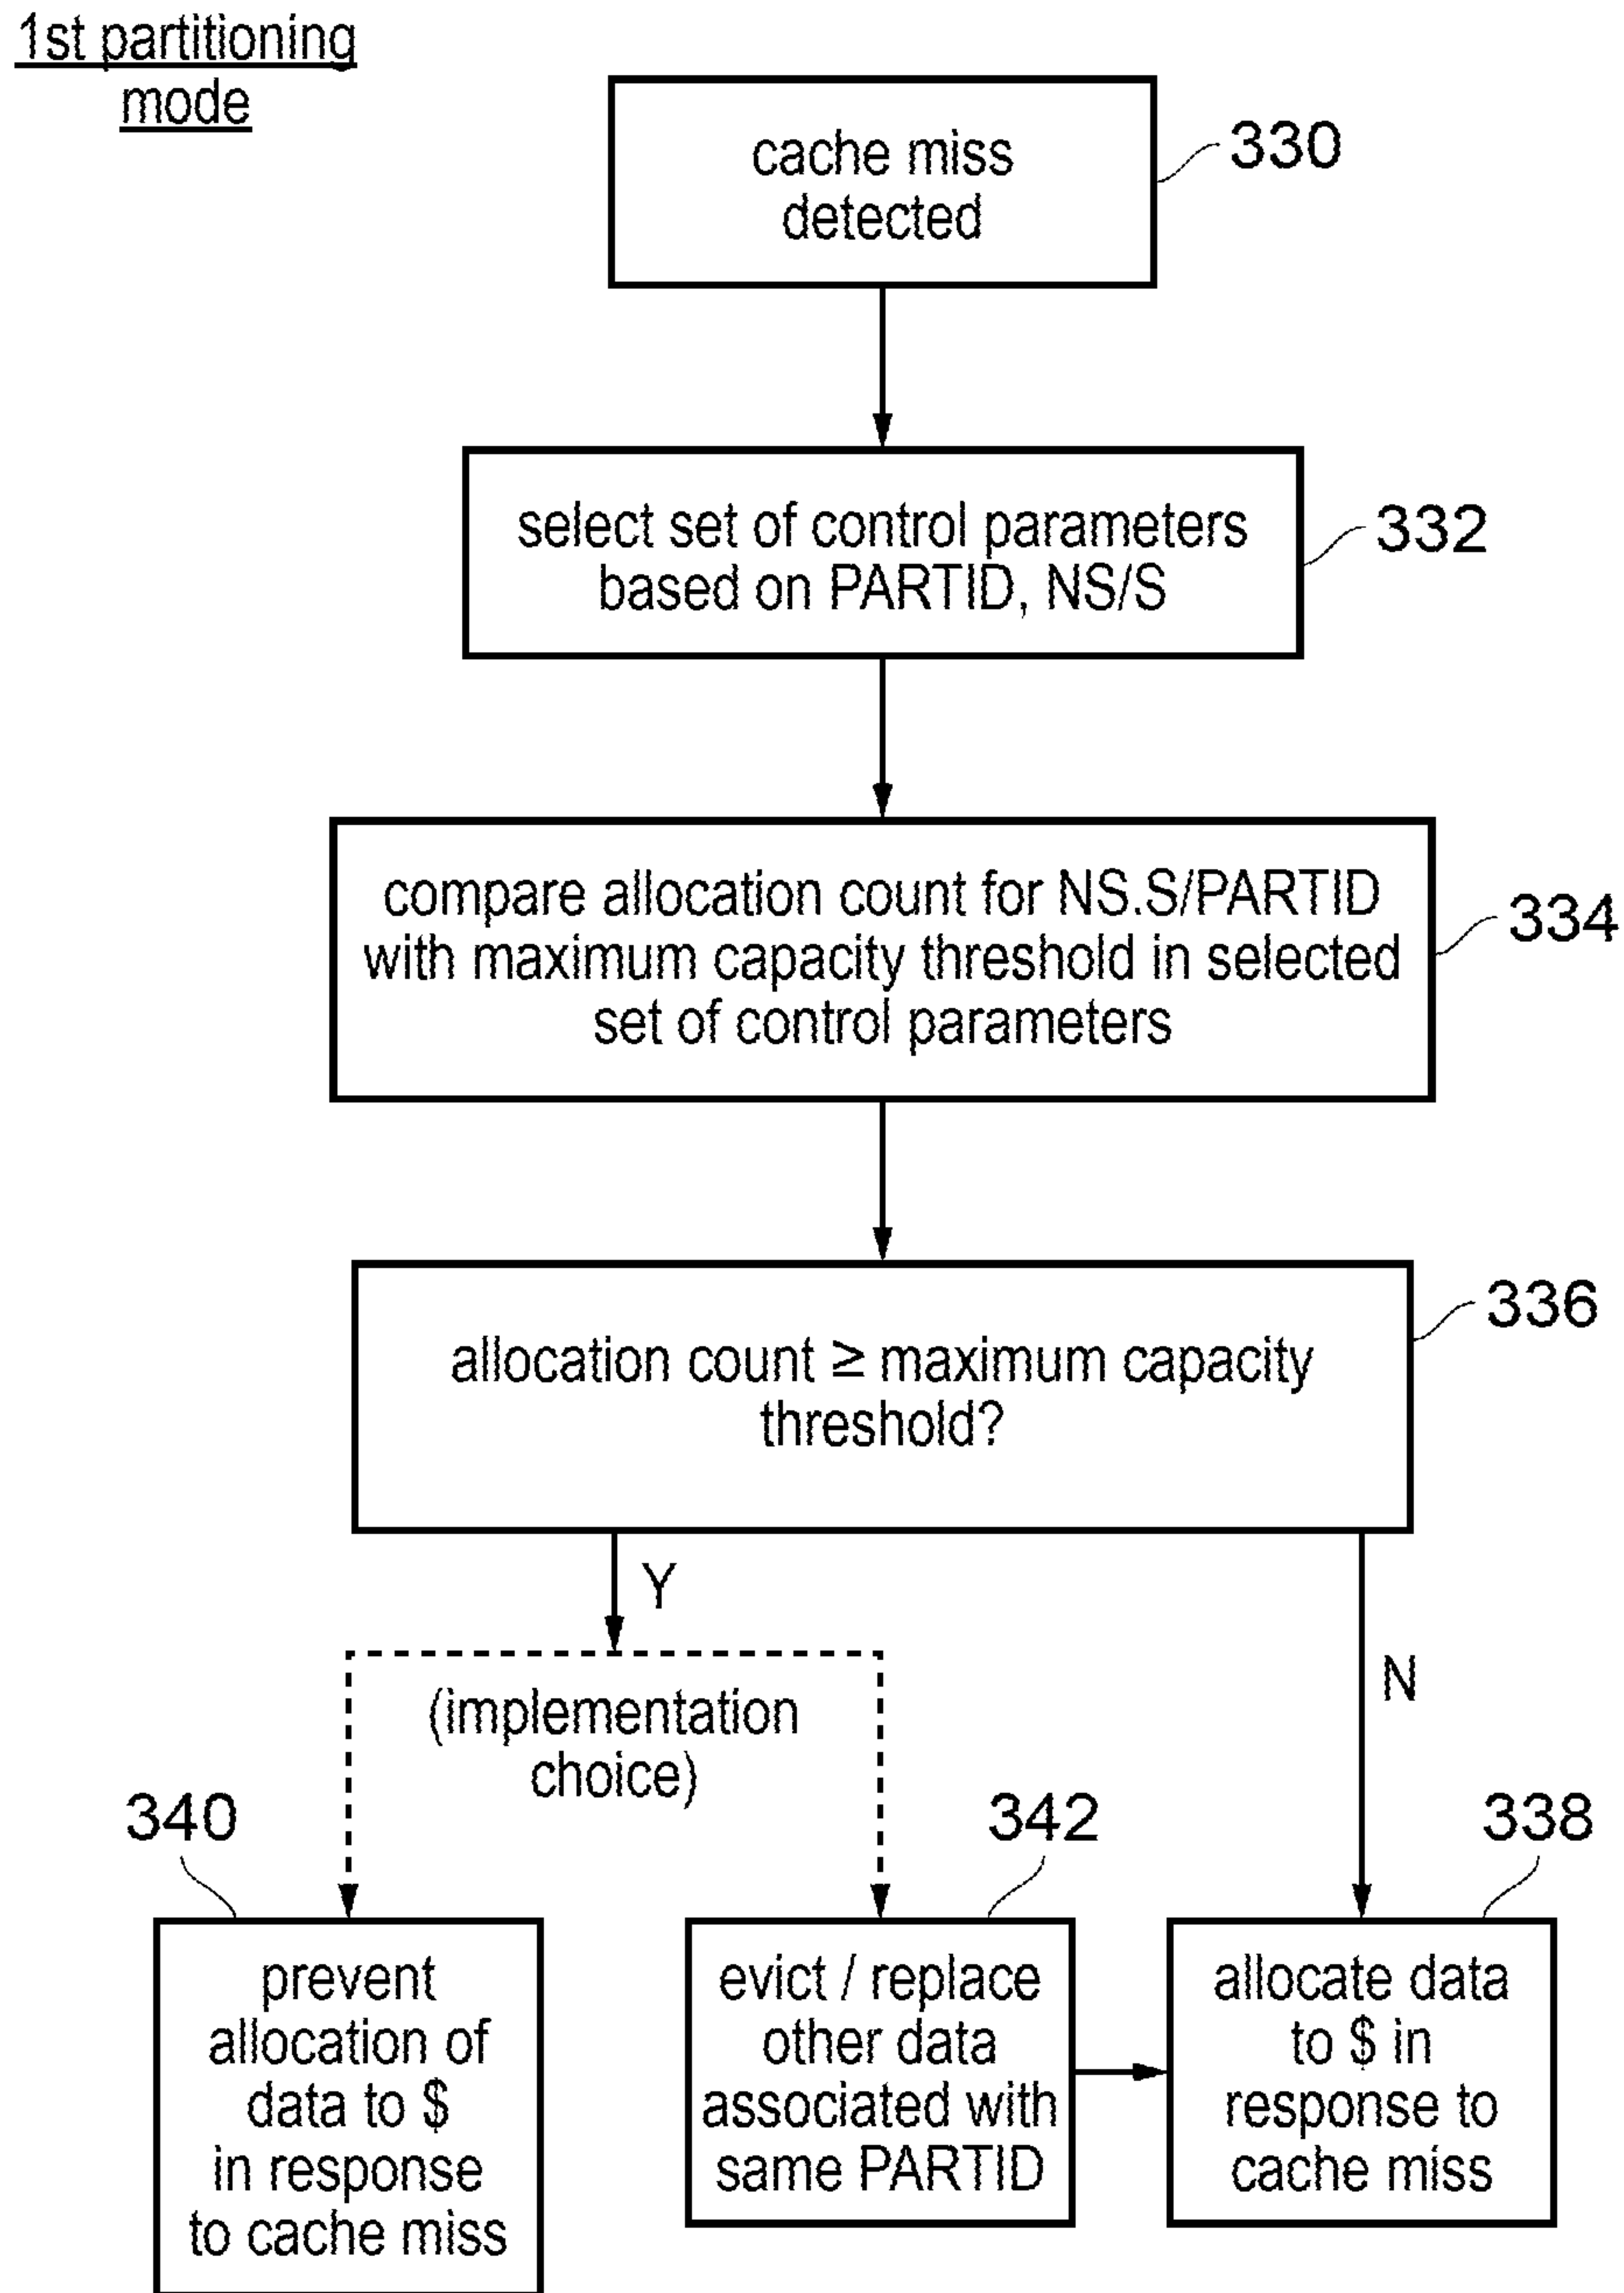 1st partitioning
mode
cache miss
detected
330
select set of control parameters
based on PARTID, NS/S
332
compare allocation count for NS.S/PARTID
with maximum capacity threshold in selected
set of control parameters
334
allocation count ≥ maximum capacity
threshold?
336
Y
N
(implementation
choice)
340
342
338
prevent
allocation of
data to $
in response
to cache miss
evict / replace
other data
associated with
same PARTID
allocate data
to $ in
response to
cache miss